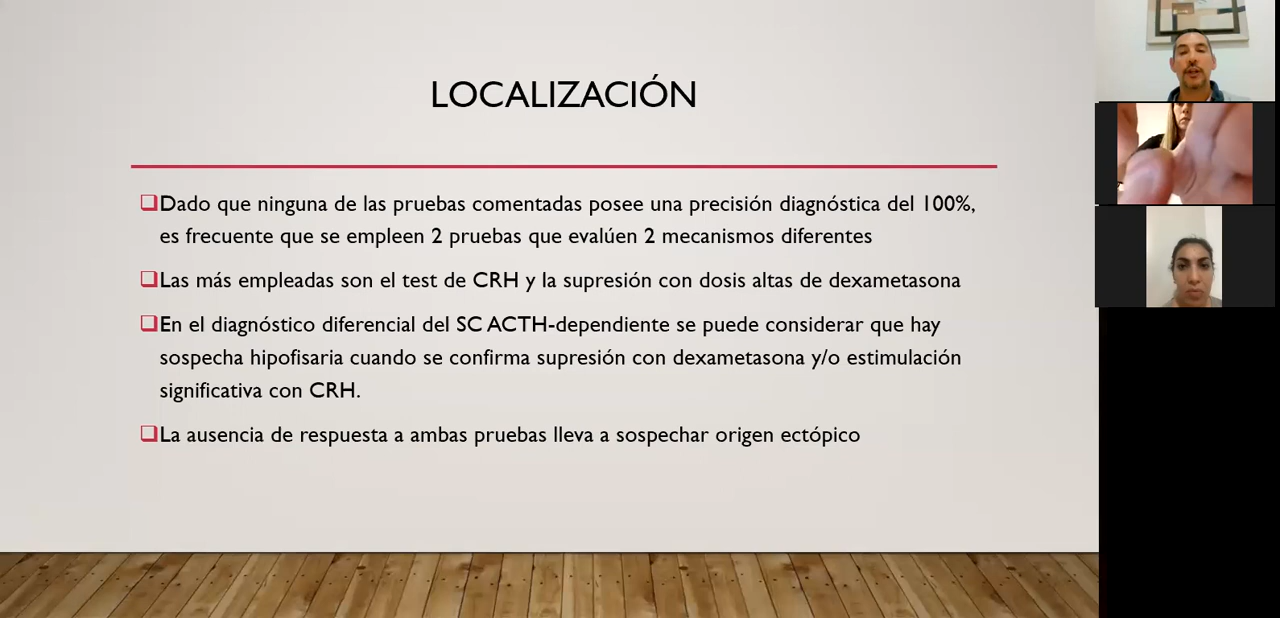 LOCALIZACIÓN
Dado que ninguna de las pruebas comentadas posee una precisión diagnóstica del 100%,
es frecuente que se empleen 2 pruebas que evalúen 2 mecanismos diferentes
Las más empleadas son el test de CRH y la supresión con dosis altas de dexametasona
En el diagnóstico diferencial del SC ACTH-dependiente se puede considerar que hay
sospecha hipofisaria cuando se confirma supresión con dexametasona y/o estimulación
significativa con CRH.
La ausencia de respuesta a ambas pruebas lleva a sospechar origen ectópico